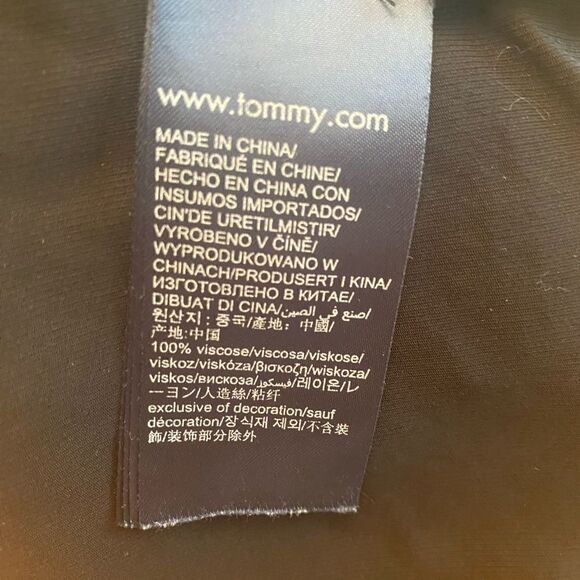 www.tommy.com
MADE IN CHINA/
FABRIQUÉ EN CHINE/
HECHO EN CHINA CON
INSUMOS IMPORTADOS/
CIN'DE URETILMISTIR/
VYROBENO V ČÍNĚ/
WYPRODUKOWANO W
CHINACH/PRODUSERT I KINA/
ИЗГОТОВЛЕНО В КИТАЕ/
DIBUAT DI CINA/صنع في الصين/
원산지 : 중국/產地：中國/
产地:中国
100% viscose/viscosa/viskose/
viskoz/viskóza/βισκοζη/wiskoza/
viskos/вискоза/فيسكوز/레이온/レ
ーヨン/人造絲/粘纤
exclusive of decoration/sauf
décoration/장식재 제외/不含裝
飾/装饰部分除外